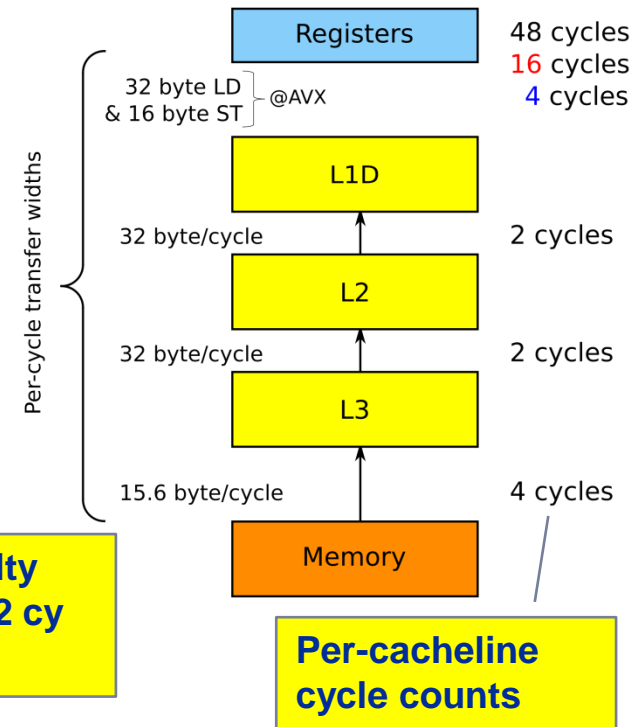 Registers
48 cycles
16 cycles
4 cycles
32 byte LD
& 16 byte ST
@AVX
Per-cycle transfer widths
L1D
32 byte/cycle
2 cycles
L2
32 byte/cycle
2 cycles
L3
15.6 byte/cycle
4 cycles
Memory
2 cy
Per-cacheline
cycle counts